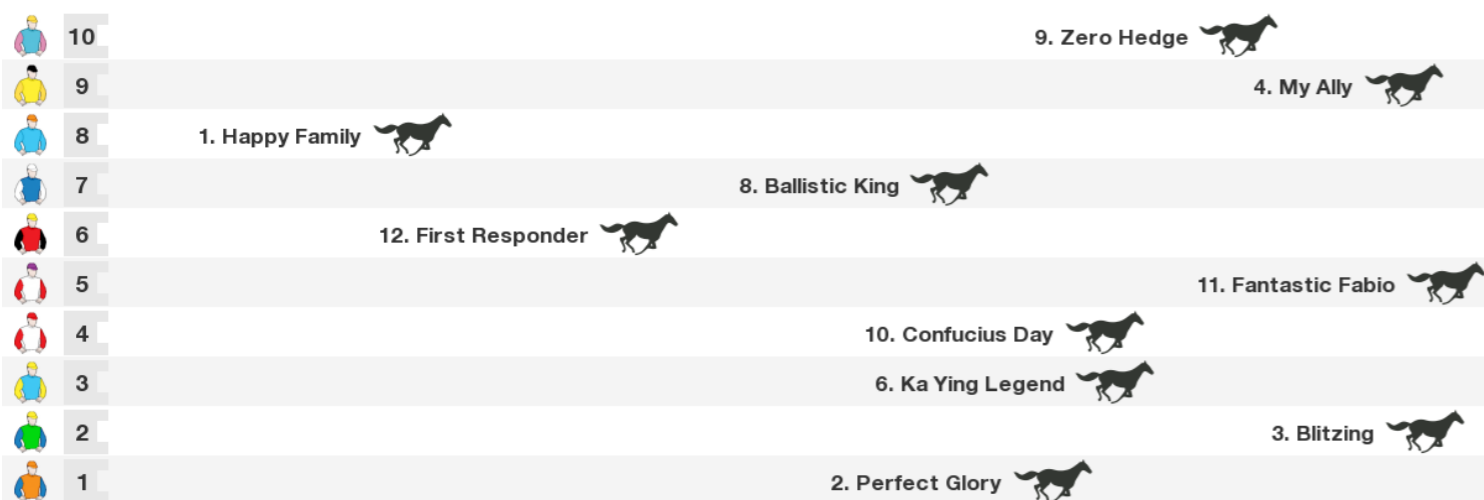 10 9. Zero Hedge
9 4. My Ally
8 1. Happy Family
7 8. Ballistic King
6 12. First Responder
5 11. Fantastic Fabio
4 10. Confucius Day
3 6. Ka Ying Legend
2 3. Blitzing
1 2. Perfect Glory